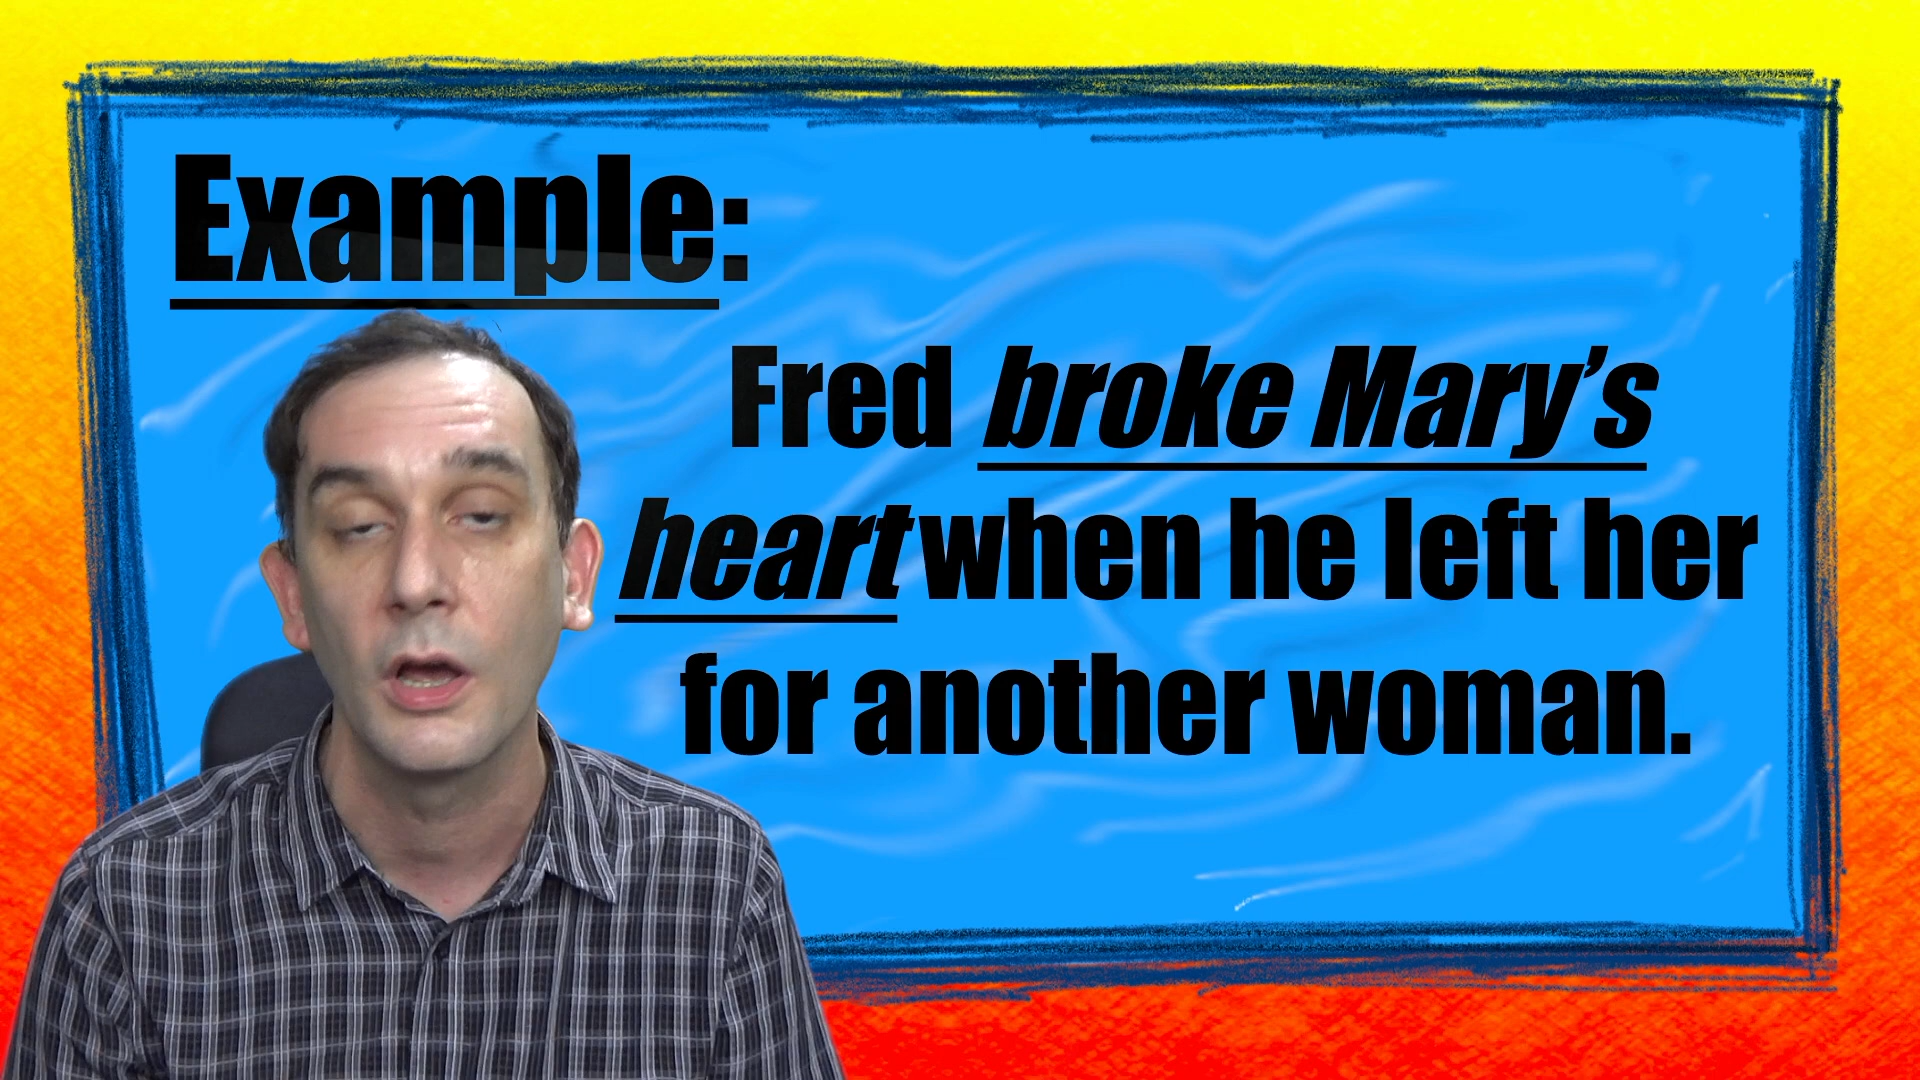 Example:
Fred broke Mary’s
heart when he left her
for another woman.